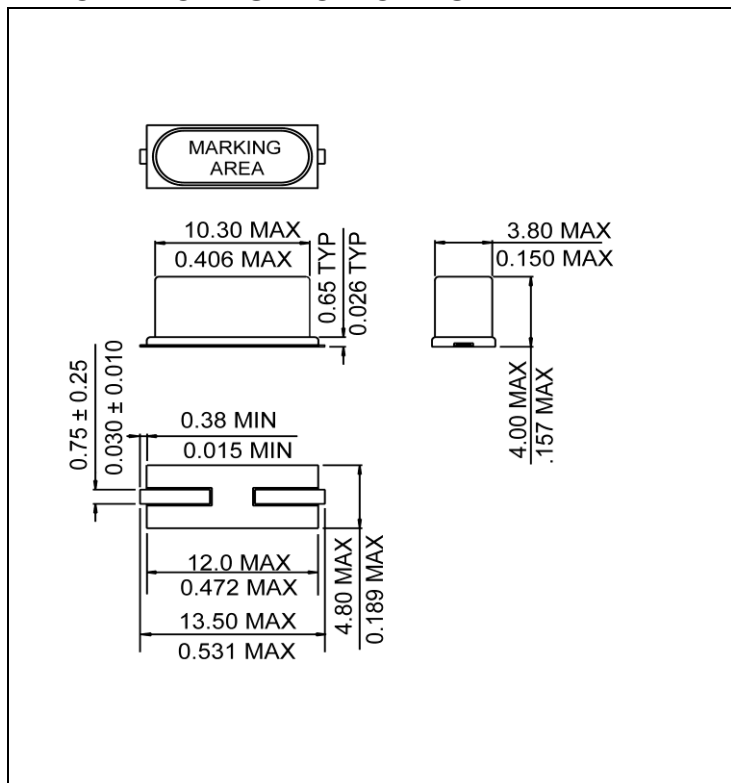 MARKING
AREA
10.30 MAX
0.406 MAX
0.65 TYP
0.026 TYP
3.80 MAX
0.150 MAX
4.00 MAX
.157 MAX
0.75 ± 0.25
0.030 ± 0.010
0.38 MIN
0.015 MIN
12.0 MAX
0.472 MAX
13.50 MAX
0.531 MAX
4.80 MAX
0.189 MAX